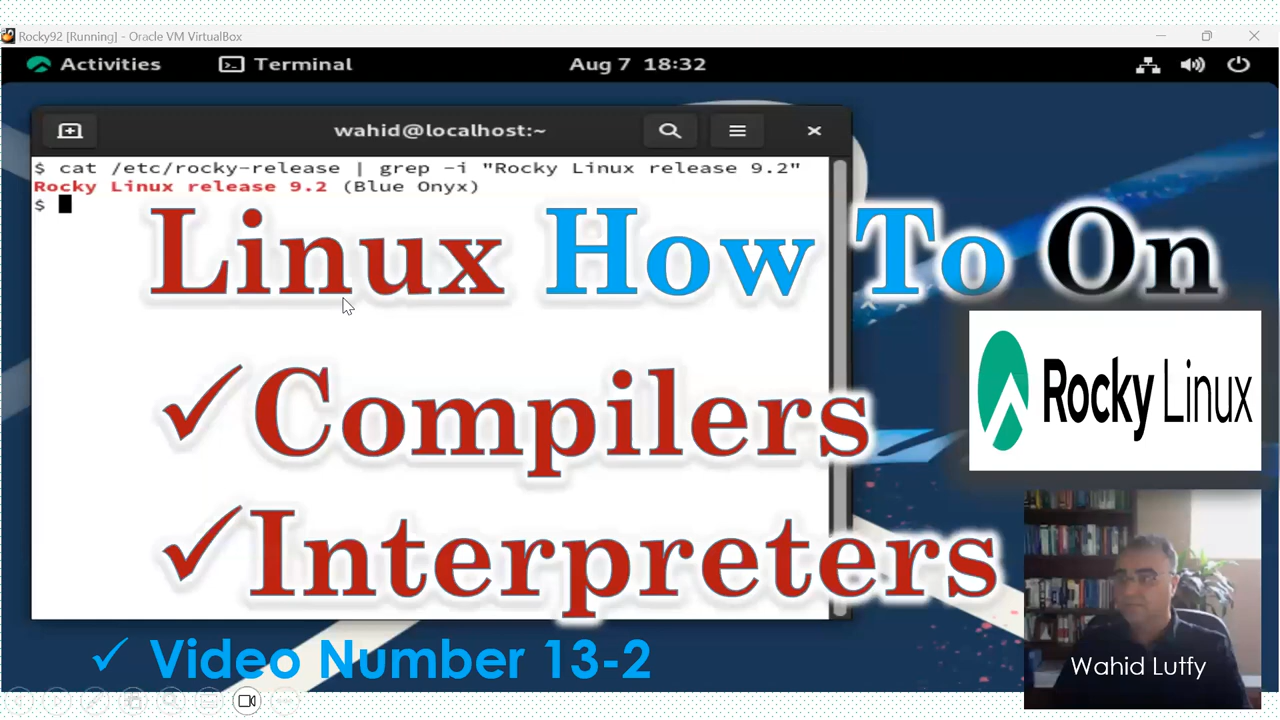 Rocky92 [Running] - Oracle VM VirtualBox
Activities Terminal Aug 7 18:32
wahid@localhost:~
$ cat /etc/rocky-release | grep -i "Rocky Linux release 9.2"
Rocky Linux release 9.2 (Blue Onyx)
$
Linux How To On
Rocky Linux
✓Compilers
✓Interpreters
✓ Video Number 13-2
Wahid Lutfy